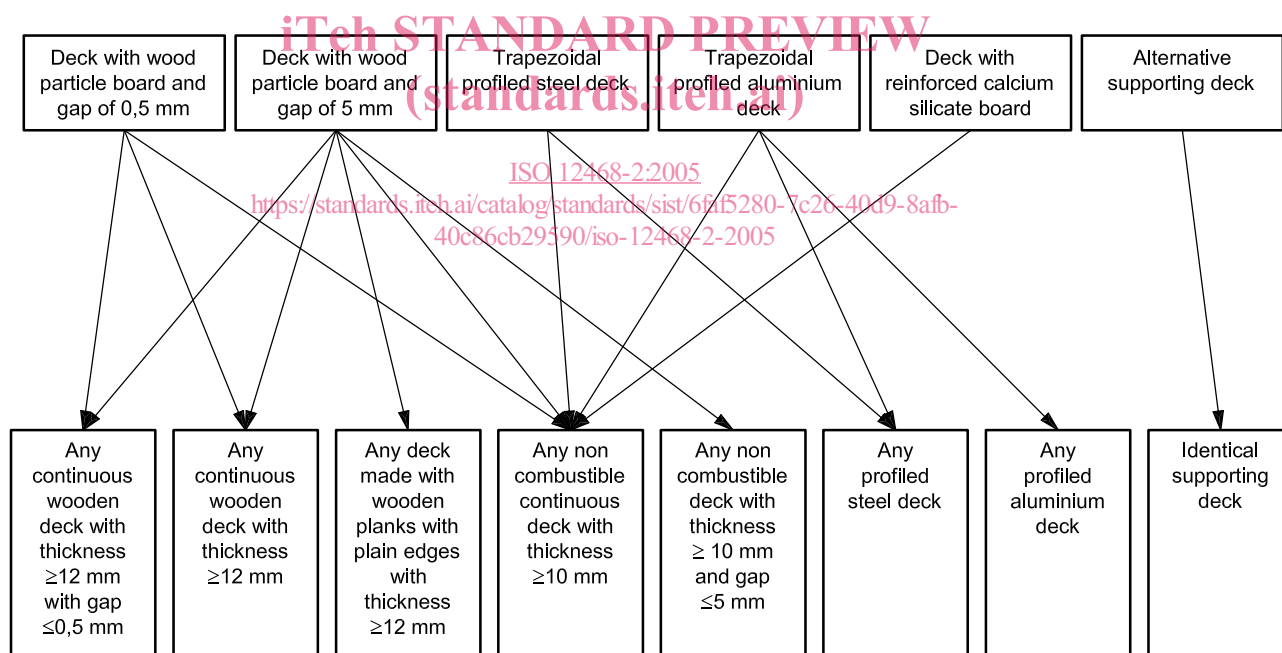 iTeh STANDARD PREVIEW
(standards.iteh.ai)
Deck with wood
particle board and
gap of 0,5 mm
Deck with wood
particle board and
gap of 5 mm
Trapezoidal
profiled steel deck
Trapezoidal
profiled aluminium
deck
Deck with
reinforced calcium
silicate board
Alternative
supporting deck
ISO 12468-2:2005
https://standards.iteh.ai/catalog/standards/sist/6faf5280-7c26-40d9-8afb-
40c86cb29590/iso-12468-2-2005
Any
continuous
wooden
deck with
thickness
≥12 mm
with gap
≤0,5 mm
Any
continuous
wooden
deck with
thickness
≥12 mm
Any deck
made with
wooden
planks with
plain edges
with
thickness
≥12 mm
Any non
combustible
continuous
deck with
thickness
≥10 mm
Any non
combustible
deck with
thickness
≥ 10 mm
and gap
≤5 mm
Any
profiled
steel deck
Any
profiled
aluminium
deck
Identical
supporting
deck